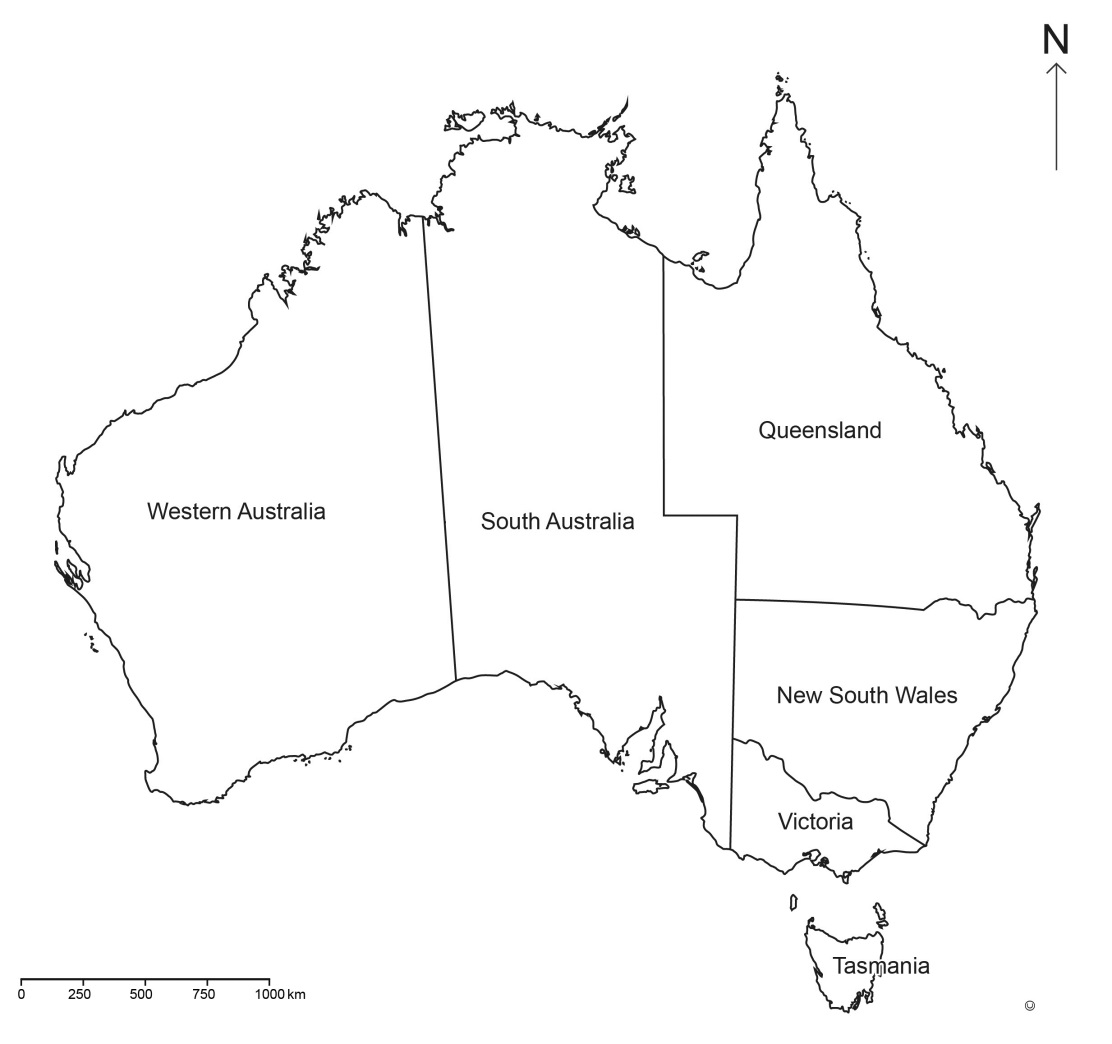 N
Queensland
Western Australia
South Australia
New South Wales
Victoria
Tasmania
0 250 500 750 1000 km